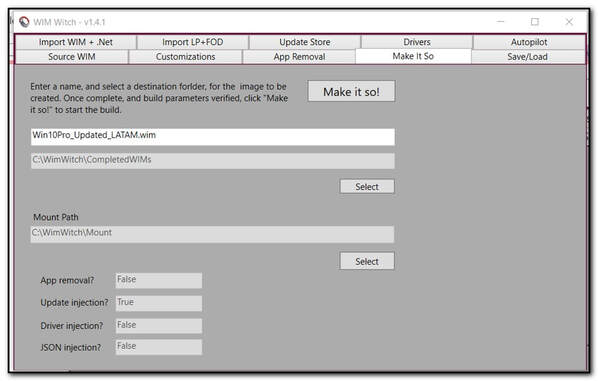 WIM Witch - v1.4.1
Import WIM + .Net
Import LP+FOD
Update Store
Drivers
Autopilot
Source WIM
Customizations
App Removal
Make It So
Save/Load
Enter a name, and select a destination forlder, for the image to be
created. Once complete, and build parameters verified, click "Make
it so!" to start the build.
Make it so!
Win10Pro_Updated_LATAM.wim
C:\WimWitch\CompletedWIMs
Select
Mount Path
C:\WimWitch\Mount
Select
App removal? False
Update injection? True
Driver injection? False
JSON injection? False